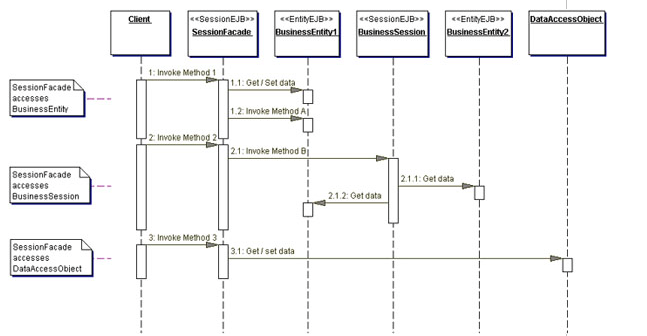 Client
<<SessionEJB>>
SessionFacade
<<EntityEJB>>
BusinessEntity1
<<SessionEJB>>
BusinessSession
<<EntityEJB>>
BusinessEntity2
DataAccessObject
SessionFacade
accesses
BusinessEntity
1: Invoke Method 1
1.1: Get / Set data
1.2: Invoke Method A
2: Invoke Method 2
2.1: Invoke Method B
SessionFacade
accesses
BusinessSession
2.1.1: Get data
2.1.2: Get data
SessionFacade
accesses
DataAccessObject
3: Invoke Method 3
3.1: Get / set data